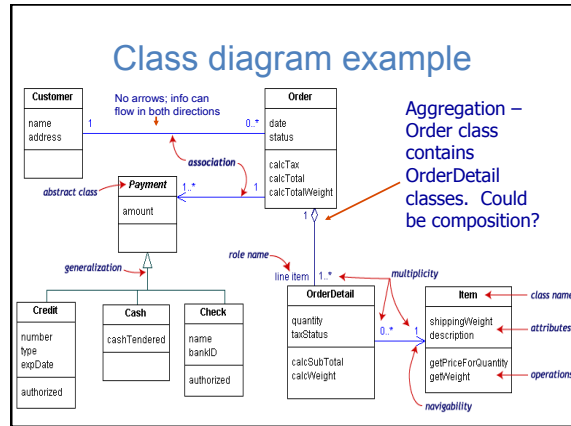 Class diagram example
Customer
name
address
No arrows; info can
flow in both directions
1
0..*
association
Order
date
status
calcTax
calcTotal
calcTotalWeight
Aggregation –
Order class
contains
OrderDetail
classes. Could
be composition?
abstract class
Payment
amount
1..*
1
1
generalization
role name
line item
1..*
multiplicity
Credit
number
type
expDate
authorized
Cash
cashTendered
Check
name
bankID
authorized
OrderDetail
quantity
taxStatus
calcSubTotal
calcWeight
0..*
1
navigability
Item
shippingWeight
description
getPriceForQuantity
getWeight
class name
attributes
operations